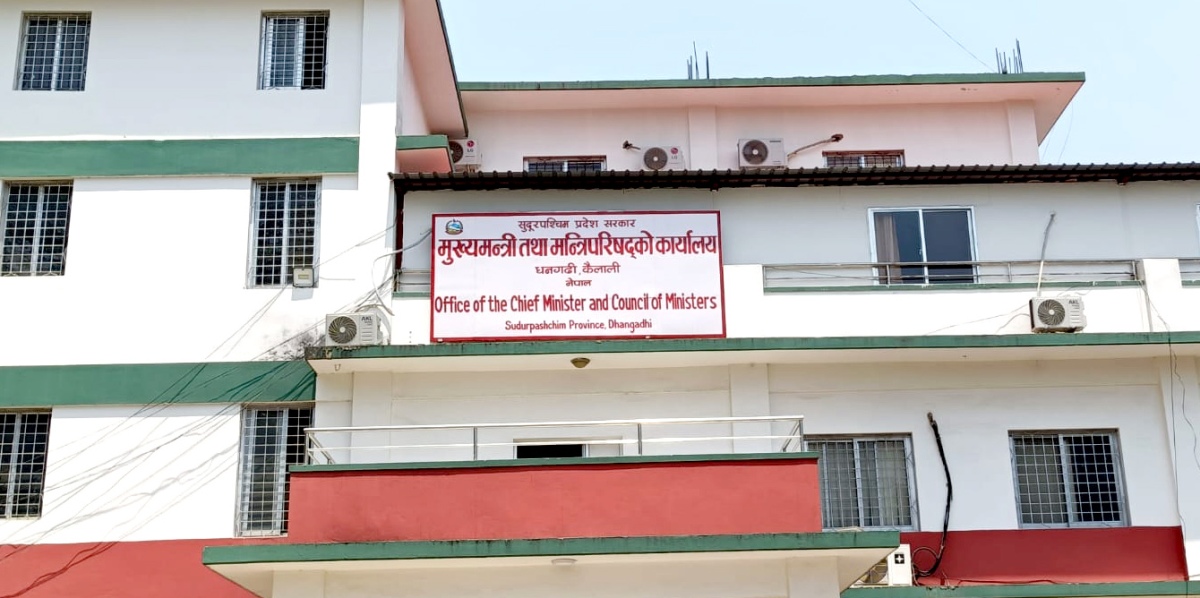 सुदूरपश्चिम प्रदेश सरकार
मुख्यमन्त्री तथा मन्त्रिपरिषद्को कार्यालय
धनगढी, कैलाली
नेपाल
Office of the Chief Minister and Council of Ministers
Sudurpashchim Province, Dhangadhi